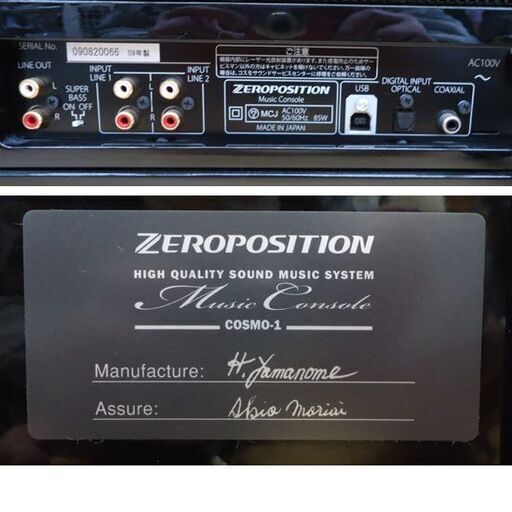 SERIAL No. 090820066 09年製
LINE OUT
L
R
SUPER
BASS
ON OFF
INPUT
LINE 1
L
R
INPUT
LINE 2
ご注意
ZEROPOSITION
Music Console
MCJ AC100V
50/60Hz 85W
MADE IN JAPAN
USB
DIGITAL INPUT
OPTICAL COAXIAL
AC100V
ZEROPOSITION
HIGH QUALITY SOUND MUSIC SYSTEM
Music Console
COSMO-1
Manufacture: H. Yamanome
Assure: Akio Moriai